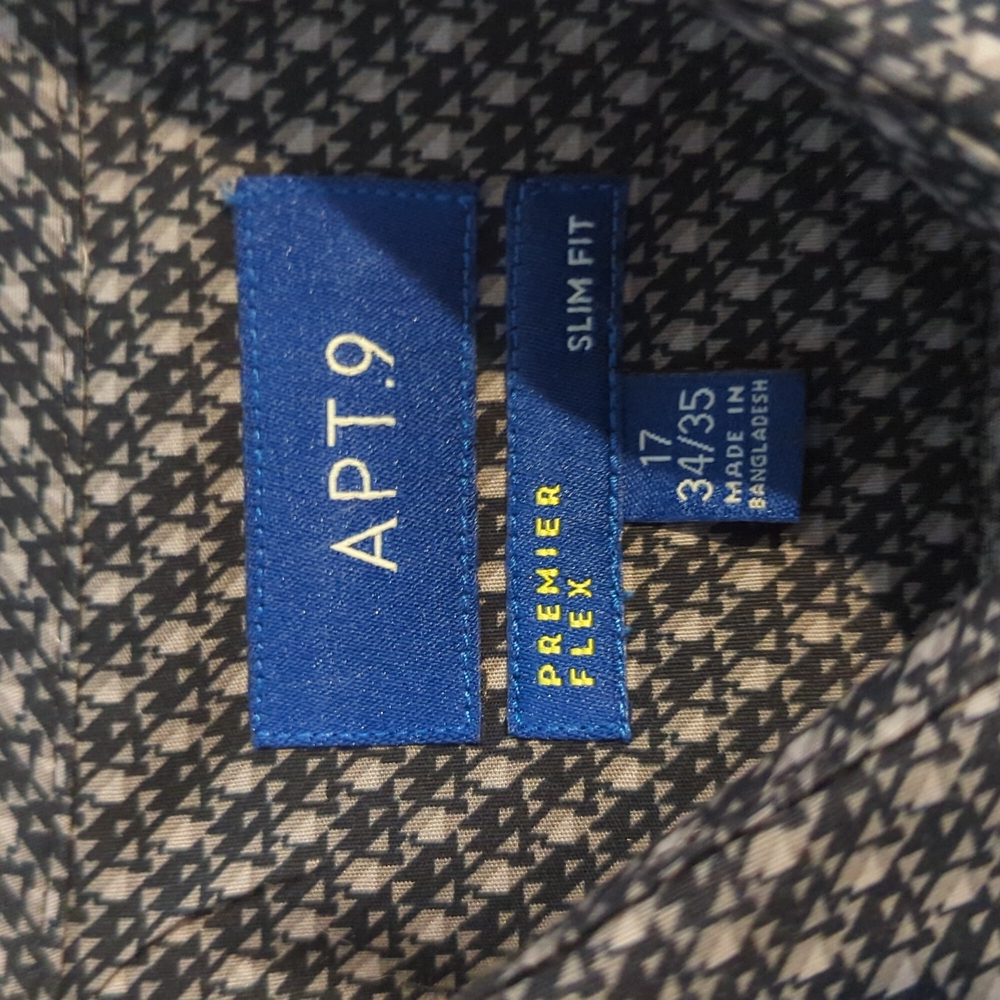 APT.9
PREMIER
FLEX
SLIM FIT
17
34/35
MADE IN
BANGLADESH